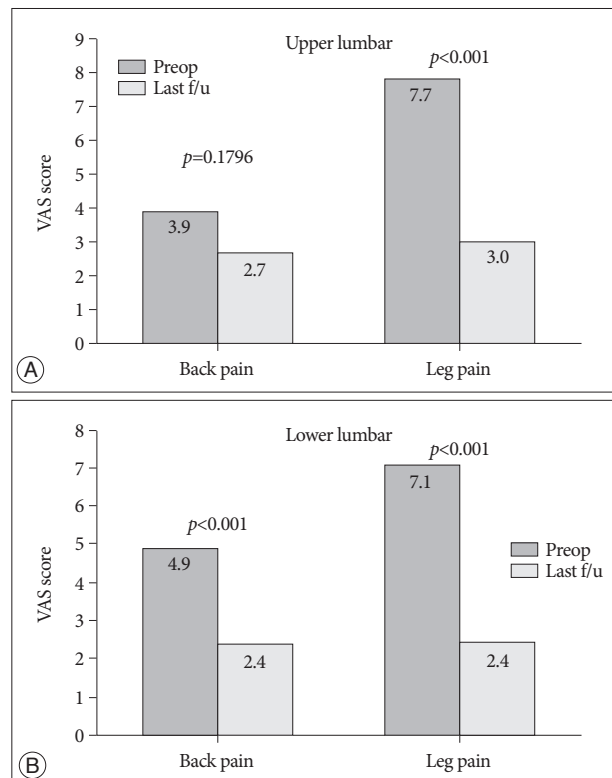 Upper lumbar
Preop
Last f/u
p<0.001
p=0.1796
VAS score
9
8
7
6
5
4
3
2
1
0
3.9
2.7
7.7
3.0
Back pain
Leg pain
A
Lower lumbar
p<0.001
p<0.001
Preop
Last f/u
VAS score
8
7
6
5
4
3
2
1
0
4.9
2.4
7.1
2.4
Back pain
Leg pain
B